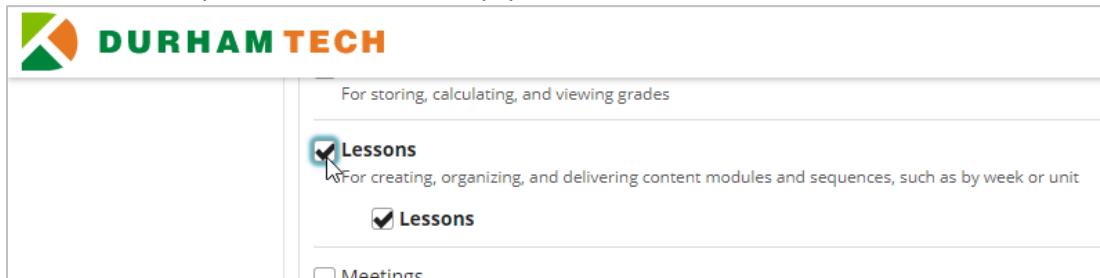 DURHAM TECH
For storing, calculating, and viewing grades
Lessons
For creating, organizing, and delivering content modules and sequences, such as by week or unit
Lessons
Meetings